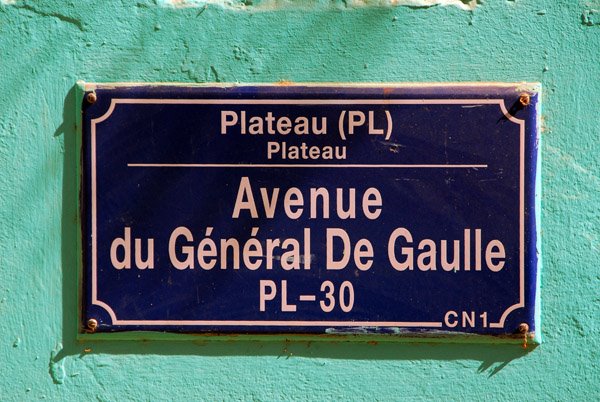 Plateau (PL)
Plateau
Avenue
du Général De Gaulle
PL-30
CN1